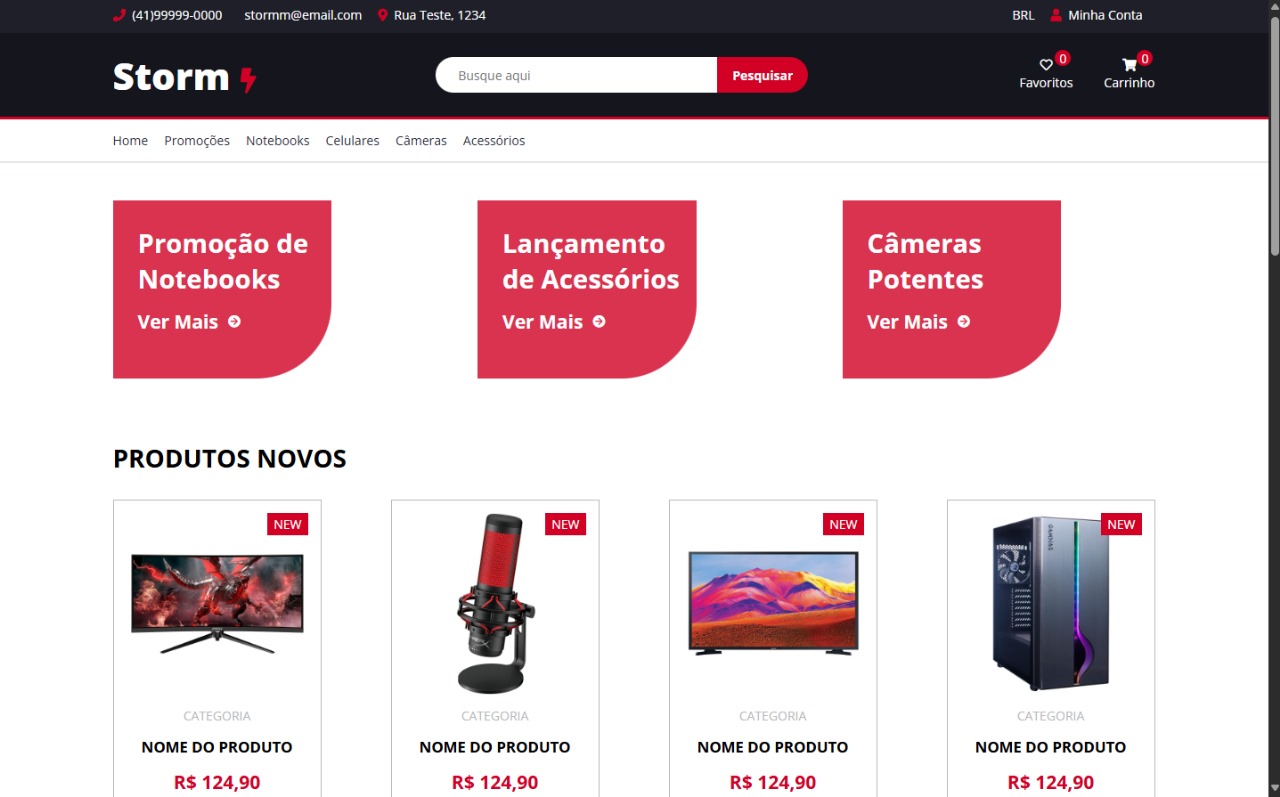 (41)99999-0000 stormm@email.com Rua Teste, 1234 BRL Minha Conta
Storm
Busque aqui Pesquisar
0 0
Favoritos Carrinho
Home Promoções Notebooks Celulares Câmeras Acessórios
Promoção de
Notebooks
Ver Mais
Lançamento
de Acessórios
Ver Mais
Câmeras
Potentes
Ver Mais
PRODUTOS NOVOS
NEW NEW NEW NEW
CATEGORIA CATEGORIA CATEGORIA CATEGORIA
NOME DO PRODUTO NOME DO PRODUTO NOME DO PRODUTO NOME DO PRODUTO
R$ 124,90 R$ 124,90 R$ 124,90 R$ 124,90